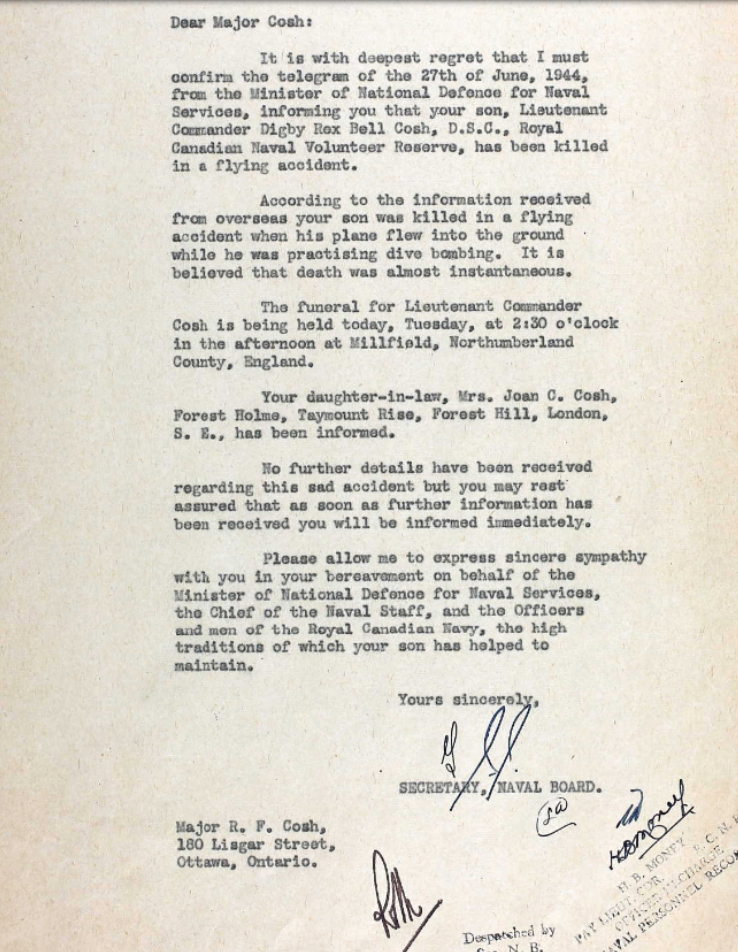 Dear Major Cosh:
It is with deepest regret that I must
confirm the telegram of the 27th of June, 1944,
from the Minister of National Defence for Naval
Services, informing you that your son, Lieutenant
Commander Digby Rex Bell Cosh, D.S.C., Royal
Canadian Naval Volunteer Reserve, has been killed
in a flying accident.
According to the information received
from overseas your son was killed in a flying
accident when his plane flew into the ground
while he was practising dive bombing. It is
believed that death was almost instantaneous.
The funeral for Lieutenant Commander
Cosh is being held today, Tuesday, at 2:30 o'clock
in the afternoon at Millfield, Northumberland
County, England.
Your daughter-in-law, Mrs. Joan C. Cosh,
Forest Holme, Taymount Rise, Forest Hill, London,
S. E., has been informed.
No further details have been received
regarding this sad accident but you may rest
assured that as soon as further information has
been received you will be informed immediately.
Please allow me to express sincere sympathy
with you in your bereavement on behalf of the
Minister of National Defence for Naval Services,
the Chief of the Naval Staff, and the Officers
and men of the Royal Canadian Navy, the high
traditions of which your son has helped to
maintain.
Yours sincerely,
SECRETARY, NAVAL BOARD.
HBMoney
Major R. F. Cosh,
180 Lisgar Street,
Ottawa, Ontario.
H. B. MONEY
PAY LIEUT. CDR. R. C. N.
PERSONNEL
Despatched by
N. B.